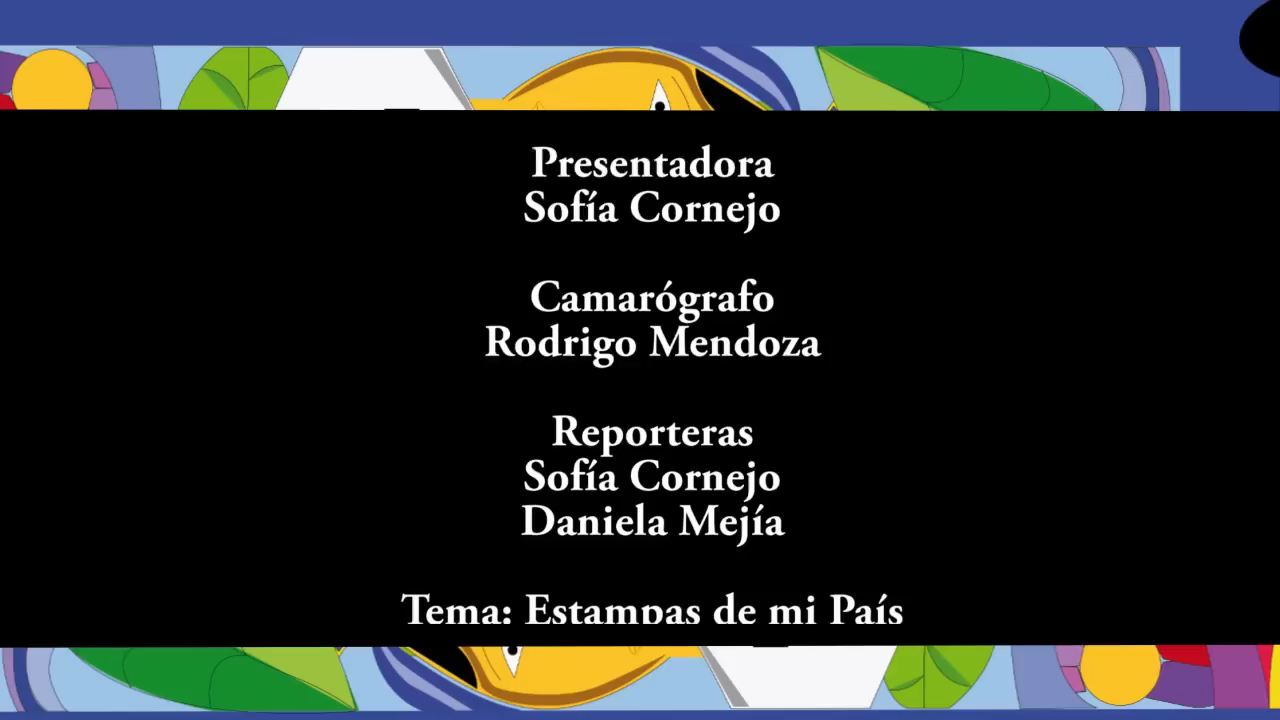 Presentadora
Sofía Cornejo
Camarógrafo
Rodrigo Mendoza
Reporteras
Sofía Cornejo
Daniela Mejía
Tema: Estampas de mi País